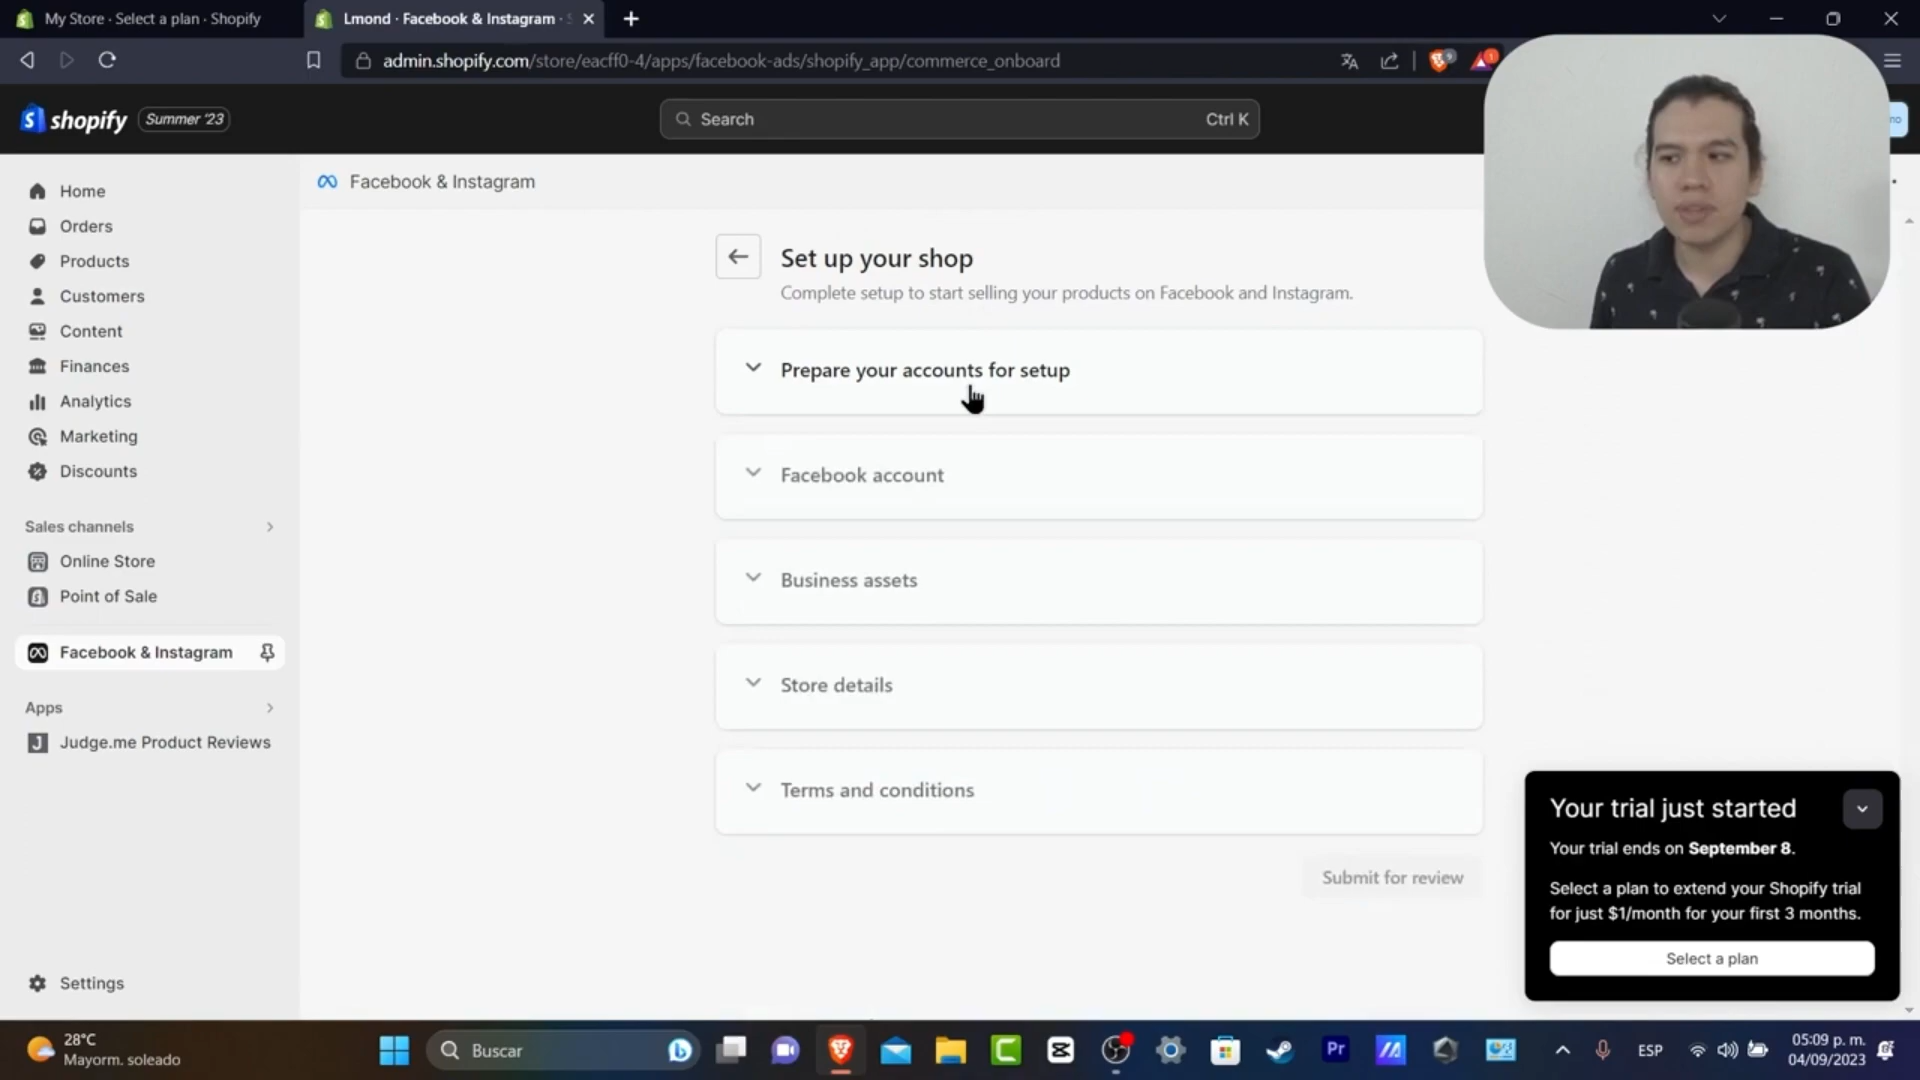 My Store · Select a plan · Shopify
Lmond · Facebook & Instagram ·
admin.shopify.com/store/eacff0-4/apps/facebook-ads/shopify_app/commerce_onboard
shopify
Summer '23
Search
Ctrl K
Home
Orders
Products
Customers
Content
Finances
Analytics
Marketing
Discounts
Sales channels
Online Store
Point of Sale
Facebook & Instagram
Apps
Judge.me Product Reviews
Settings
Facebook & Instagram
Set up your shop
Complete setup to start selling your products on Facebook and Instagram.
Prepare your accounts for setup
Facebook account
Business assets
Store details
Terms and conditions
Submit for review
Your trial just started
Your trial ends on September 8.
Select a plan to extend your Shopify trial
for just $1/month for your first 3 months.
Select a plan
28°C
Mayorm. soleado
Buscar
Pr
ESP
05:09 p. m.
04/09/2023